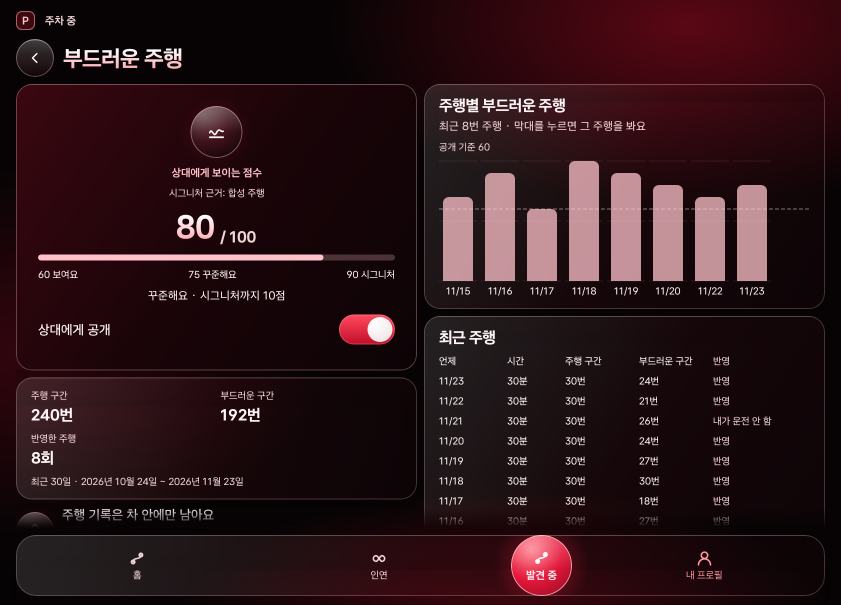 P 주차 중
부드러운 주행
상대에게 보이는 점수
시그니처 근거: 합성 주행
80 / 100
60 보여요 75 꾸준해요 90 시그니처
꾸준해요 · 시그니처까지 10점
상대에게 공개
주행 구간 부드러운 구간
240번 192번
반영한 주행
8회
최근 30일 · 2026년 10월 24일 ~ 2026년 11월 23일
주행 기록은 차 안에만 남아요
주행별 부드러운 주행
최근 8번 주행 · 막대를 누르면 그 주행을 봐요
공개 기준 60
11/15 11/16 11/17 11/18 11/19 11/20 11/22 11/23
최근 주행
언제 시간 주행 구간 부드러운 구간 반영
11/23 30분 30번 24번 반영
11/22 30분 30번 21번 반영
11/21 30분 30번 26번 내가 운전 안 함
11/20 30분 30번 24번 반영
11/19 30분 30번 27번 반영
11/18 30분 30번 30번 반영
11/17 30분 30번 18번 반영
11/16 30분 30번 27번 반영
홈 인연 발견 중 내 프로필